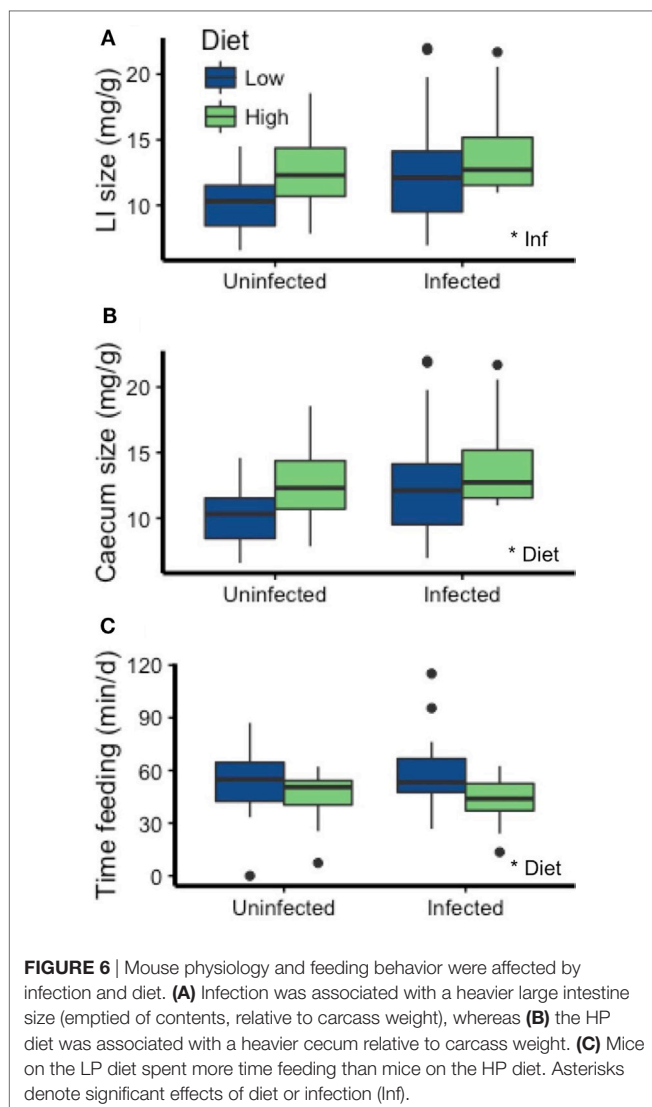 A
Diet
Low
High
LI size (mg/g)
20
15
10
* Inf
Uninfected Infected
B
Caecum size (mg/g)
20
15
10
* Diet
Uninfected Infected
C
Time feeding (min/d)
120
90
60
30
0
* Diet
Uninfected Infected
FIGURE 6 | Mouse physiology and feeding behavior were affected by
infection and diet. (A) Infection was associated with a heavier large intestine
size (emptied of contents, relative to carcass weight), whereas (B) the HP
diet was associated with a heavier cecum relative to carcass weight. (C) Mice
on the LP diet spent more time feeding than mice on the HP diet. Asterisks
denote significant effects of diet or infection (Inf).